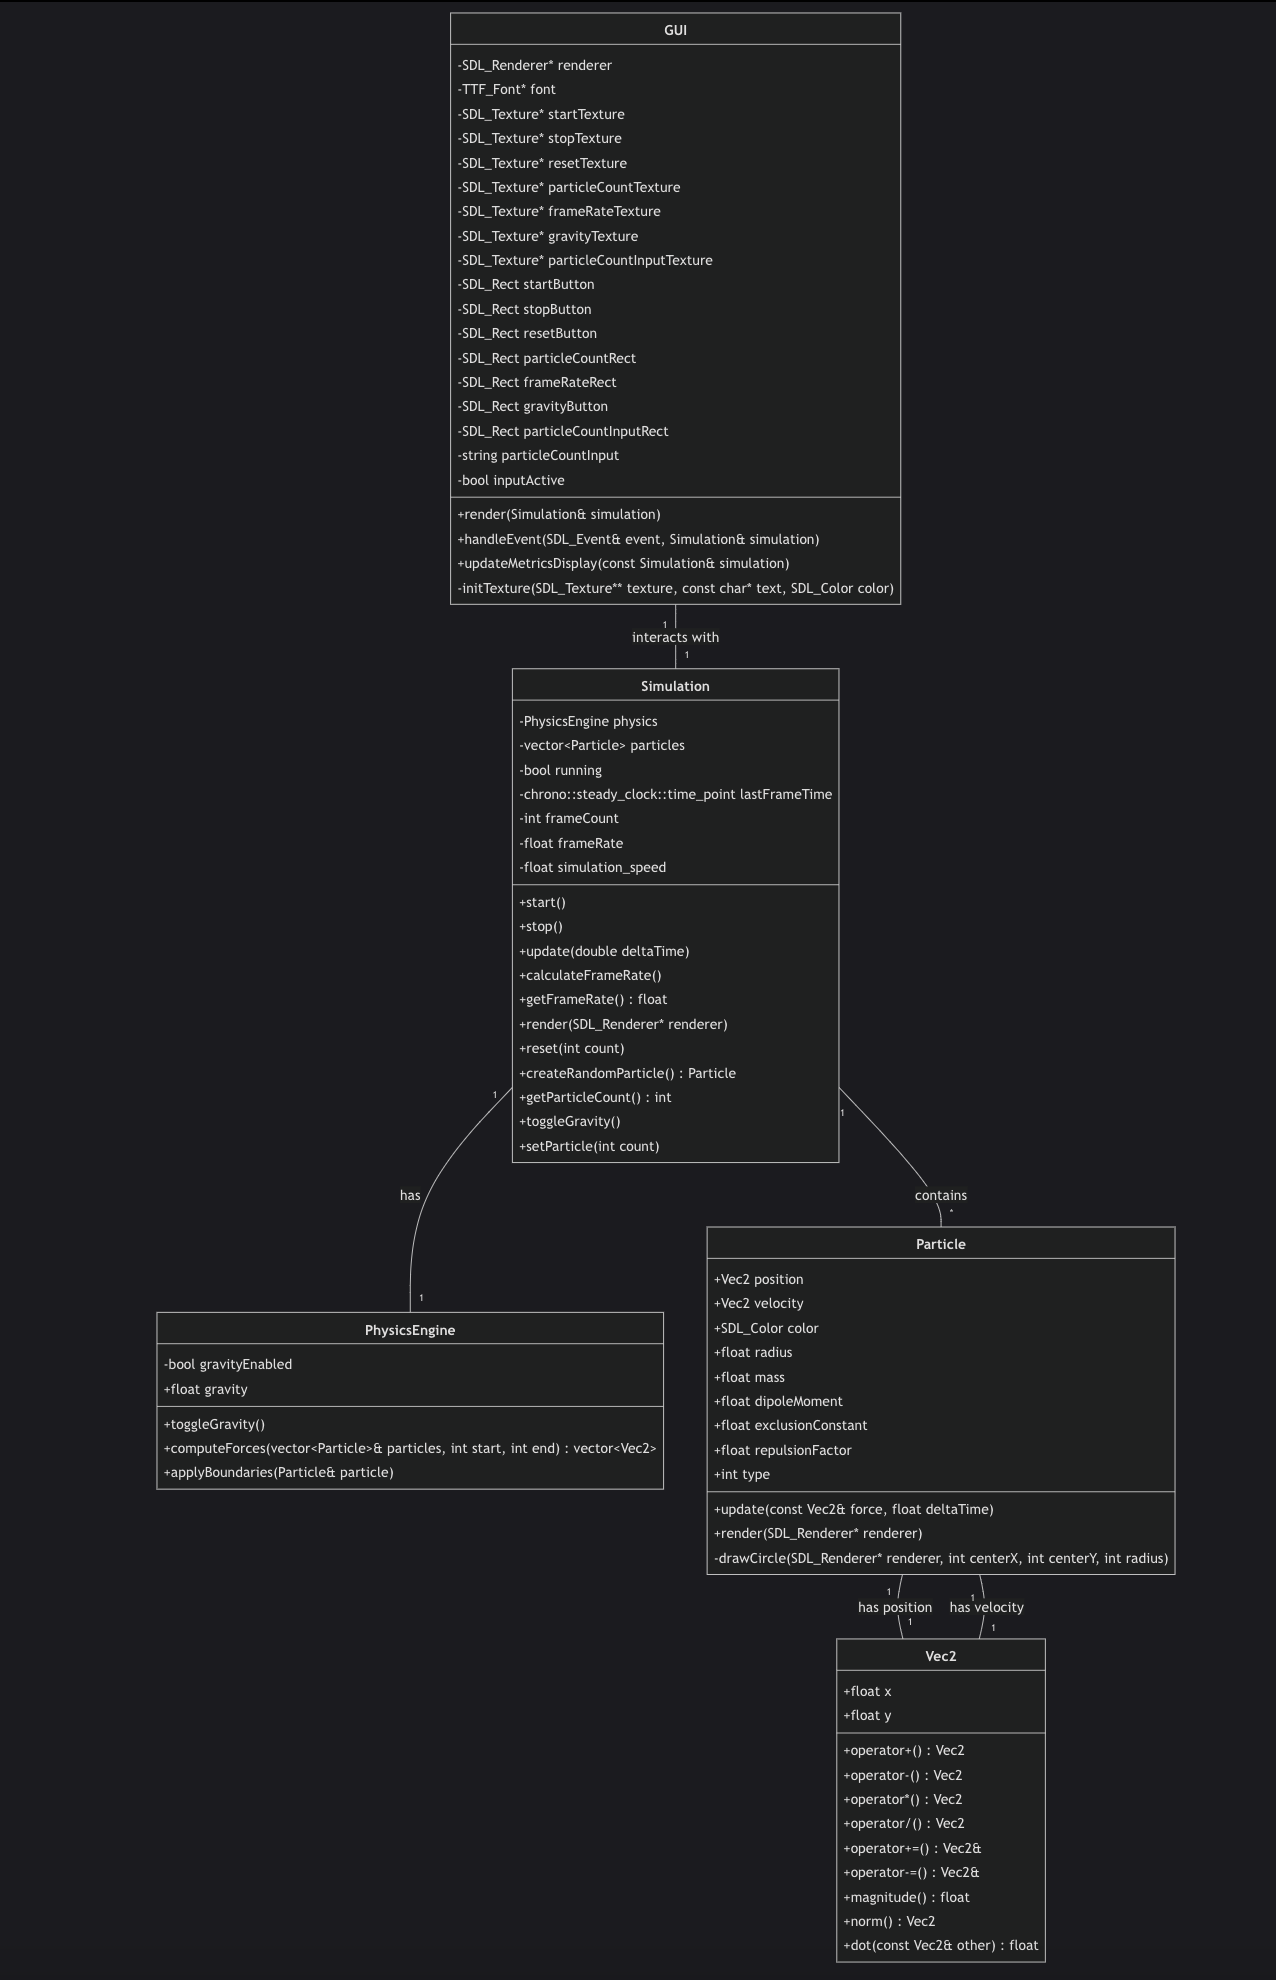 GUI
-SDL_Renderer* renderer
-TTF_Font* font
-SDL_Texture* startTexture
-SDL_Texture* stopTexture
-SDL_Texture* resetTexture
-SDL_Texture* particleCountTexture
-SDL_Texture* frameRateTexture
-SDL_Texture* gravityTexture
-SDL_Texture* particleCountInputTexture
-SDL_Rect startButton
-SDL_Rect stopButton
-SDL_Rect resetButton
-SDL_Rect particleCountRect
-SDL_Rect frameRateRect
-SDL_Rect gravityButton
-SDL_Rect particleCountInputRect
-string particleCountInput
-bool inputActive
+render(Simulation& simulation)
+handleEvent(SDL_Event& event, Simulation& simulation)
+updateMetricsDisplay(const Simulation& simulation)
-initTexture(SDL_Texture** texture, const char* text, SDL_Color color)
1
interacts with
1
Simulation
-PhysicsEngine physics
-vector<Particle> particles
-bool running
-chrono::steady_clock::time_point lastFrameTime
-int frameCount
-float frameRate
-float simulation_speed
+start()
+stop()
+update(double deltaTime)
+calculateFrameRate()
+getFrameRate() : float
+render(SDL_Renderer* renderer)
+reset(int count)
+createRandomParticle() : Particle
+getParticleCount() : int
+toggleGravity()
+setParticle(int count)
1
has
1
1
contains
*
PhysicsEngine
-bool gravityEnabled
+float gravity
+toggleGravity()
+computeForces(vector<Particle>& particles, int start, int end) : vector<Vec2>
+applyBoundaries(Particle& particle)
Particle
+Vec2 position
+Vec2 velocity
+SDL_Color color
+float radius
+float mass
+float dipoleMoment
+float exclusionConstant
+float repulsionFactor
+int type
+update(const Vec2& force, float deltaTime)
+render(SDL_Renderer* renderer)
-drawCircle(SDL_Renderer* renderer, int centerX, int centerY, int radius)
1
has position
1
1
has velocity
1
Vec2
+float x
+float y
+operator+() : Vec2
+operator-() : Vec2
+operator*() : Vec2
+operator/() : Vec2
+operator+=() : Vec2&
+operator-=() : Vec2&
+magnitude() : float
+norm() : Vec2
+dot(const Vec2& other) : float